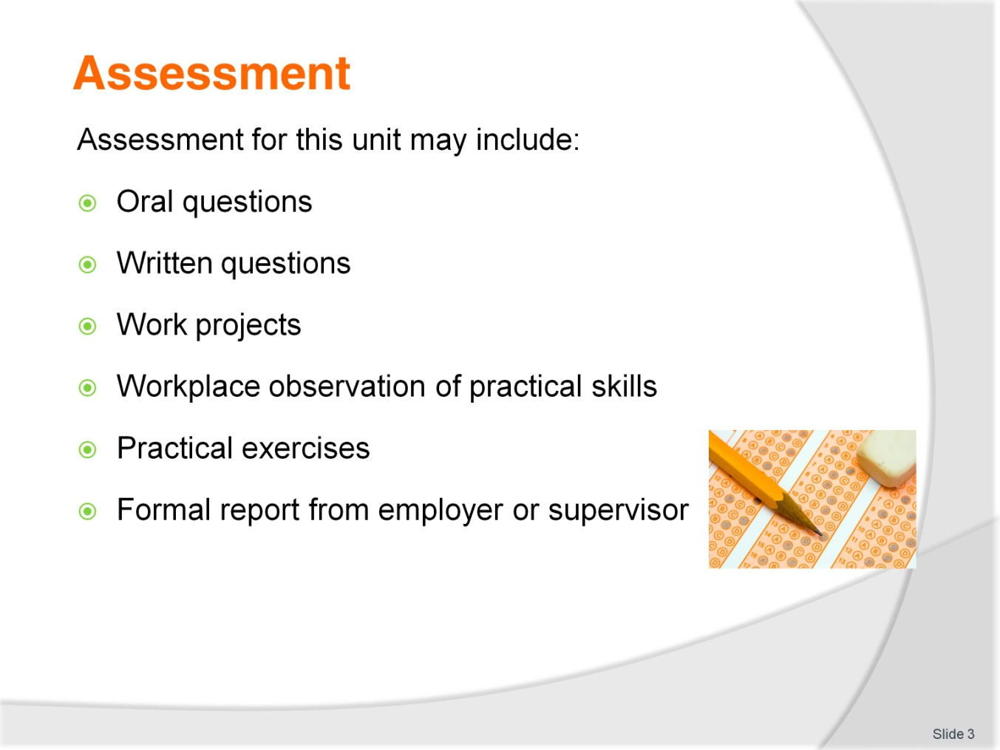 Assessment
Assessment for this unit may include:
Oral questions
Written questions
Work projects
Workplace observation of practical skills
Practical exercises
Formal report from employer or supervisor
Slide 3